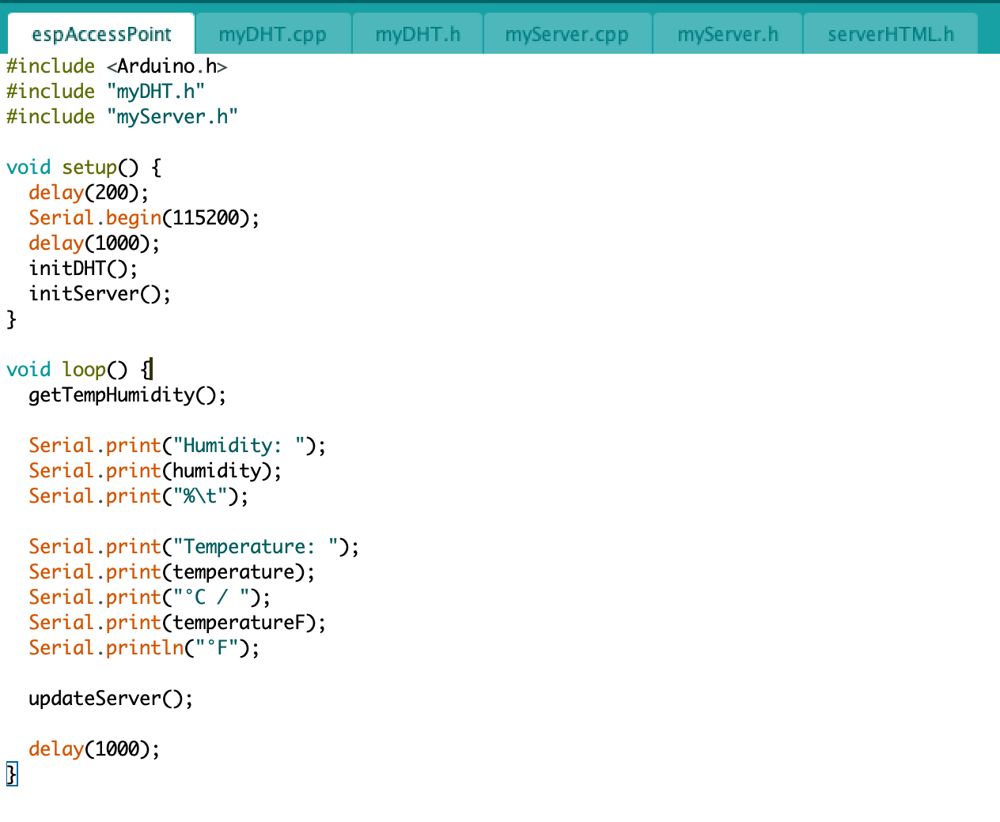 espAccessPoint myDHT.cpp myDHT.h myServer.cpp myServer.h serverHTML.h
#include <Arduino.h>
#include "myDHT.h"
#include "myServer.h"
void setup() {
  delay(200);
  Serial.begin(115200);
  delay(1000);
  initDHT();
  initServer();
}
void loop() {
  getTempHumidity();
  Serial.print("Humidity: ");
  Serial.print(humidity);
  Serial.print("%\t");
  Serial.print("Temperature: ");
  Serial.print(temperature);
  Serial.print("°C / ");
  Serial.print(temperatureF);
  Serial.println("°F");
  updateServer();
  delay(1000);
}